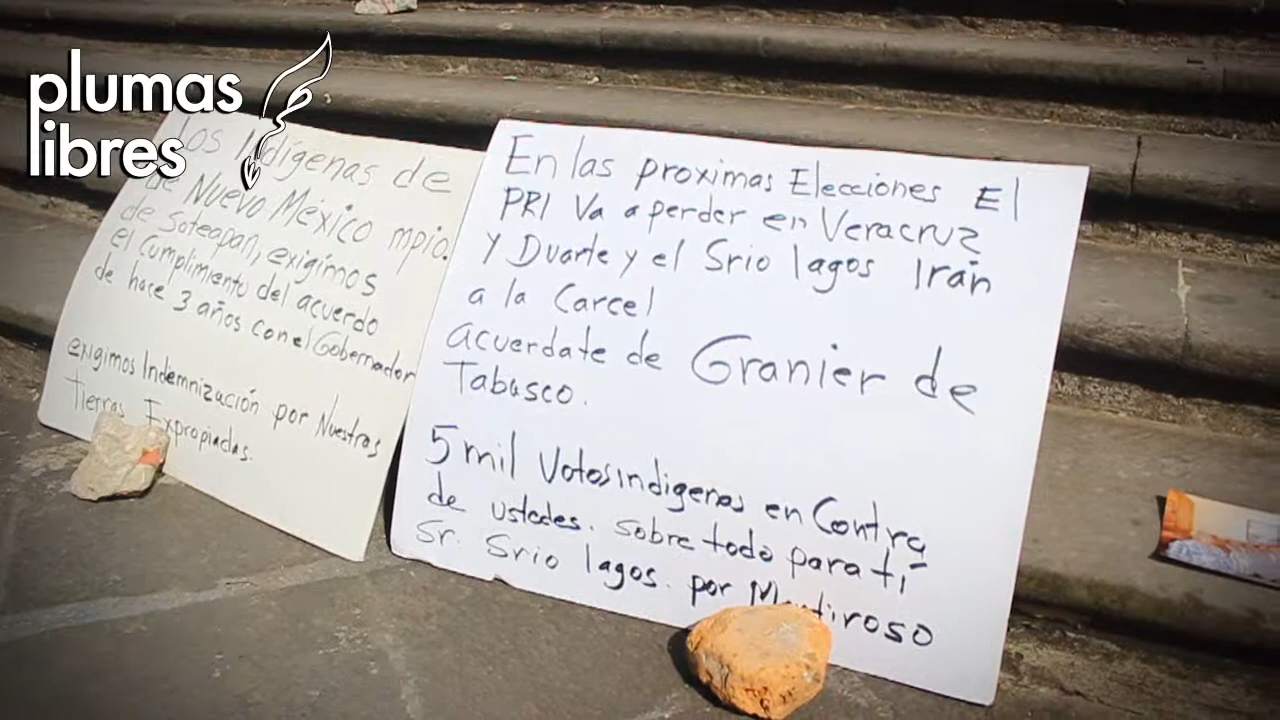 plumas
libres
Los Indígenas de
de Nuevo México mpio.
de Soteapan, exigimos
el Cumplimiento del acuerdo
de hace 3 años con el Gobernador
exigimos Indemnización por Nuestras
Tierras Expropiadas.
En las proximas Elecciones El
PRI Va a perder en Veracruz
Y Duarte y el Srio lagos Irán
a la Carcel
acuerdate de Granier de
Tabasco.
5 mil Votos indigenas en Contra
de ustedes. sobre todo para tí
Sr. Srio lagos. por Mentiroso